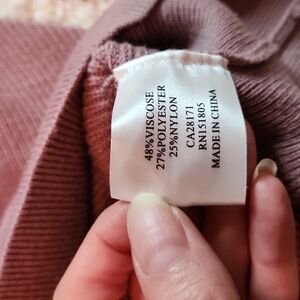 48%VISCOSE
27%POLYESTER
25%NYLON
CA28171
RN151805
MADE IN CHINA